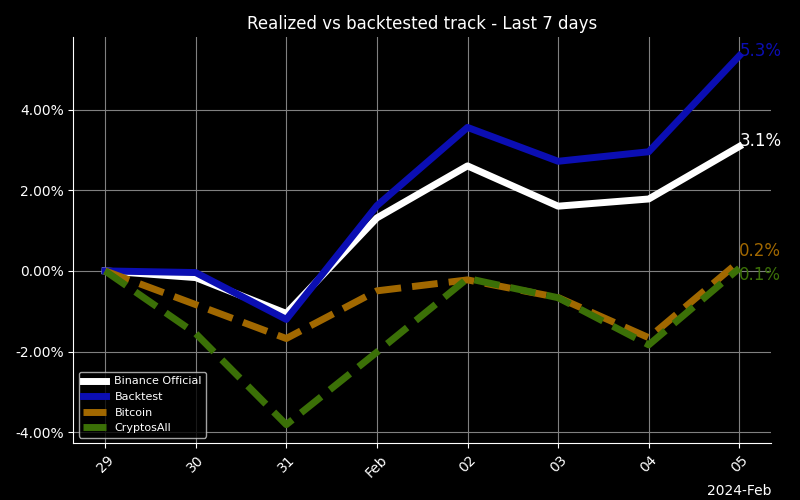 Realized vs backtested track - Last 7 days
5.3%
4.00%
3.1%
2.00%
0.2%
0.00%
0.1%
-2.00%
Binance Official
Backtest
Bitcoin
CryptosAll
-4.00%
29 30 31 Feb 02 03 04 05
2024-Feb